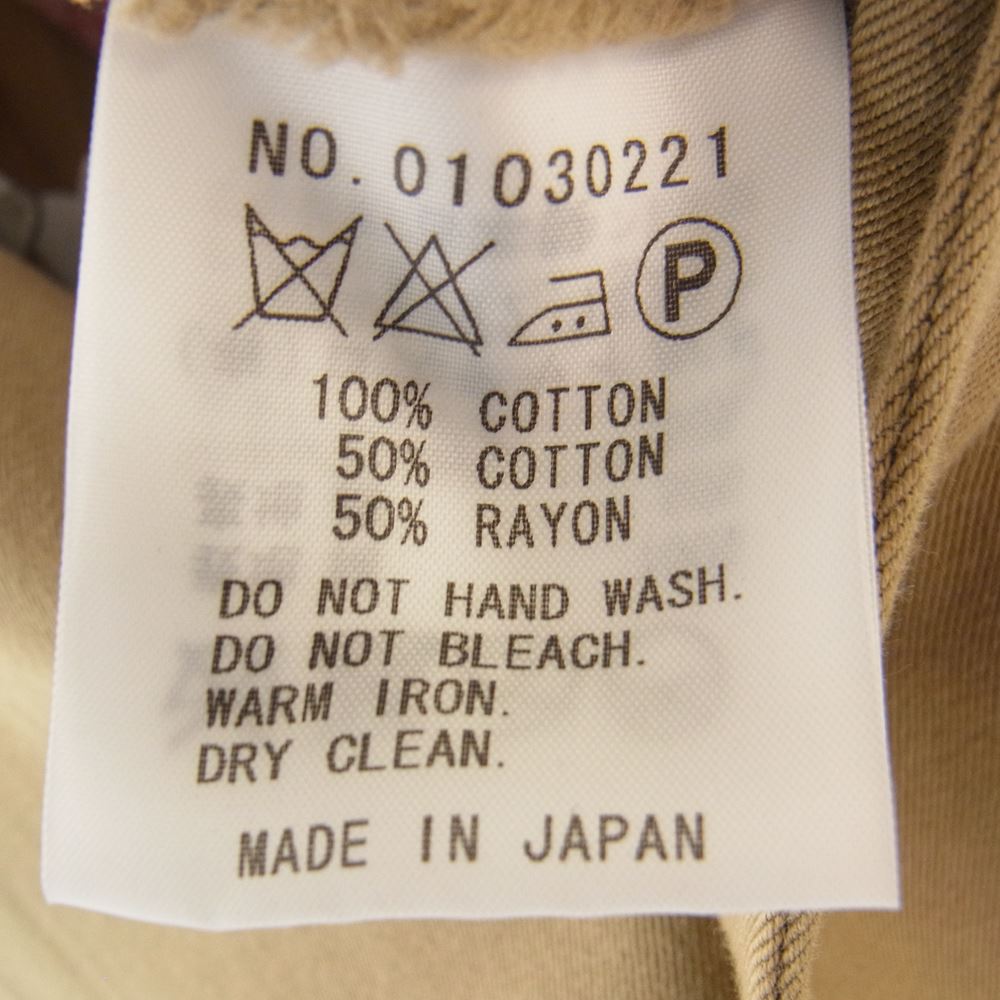 NO. 01030221
P
100% COTTON
50% COTTON
50% RAYON
DO NOT HAND WASH.
DO NOT BLEACH.
WARM IRON.
DRY CLEAN.
MADE IN JAPAN